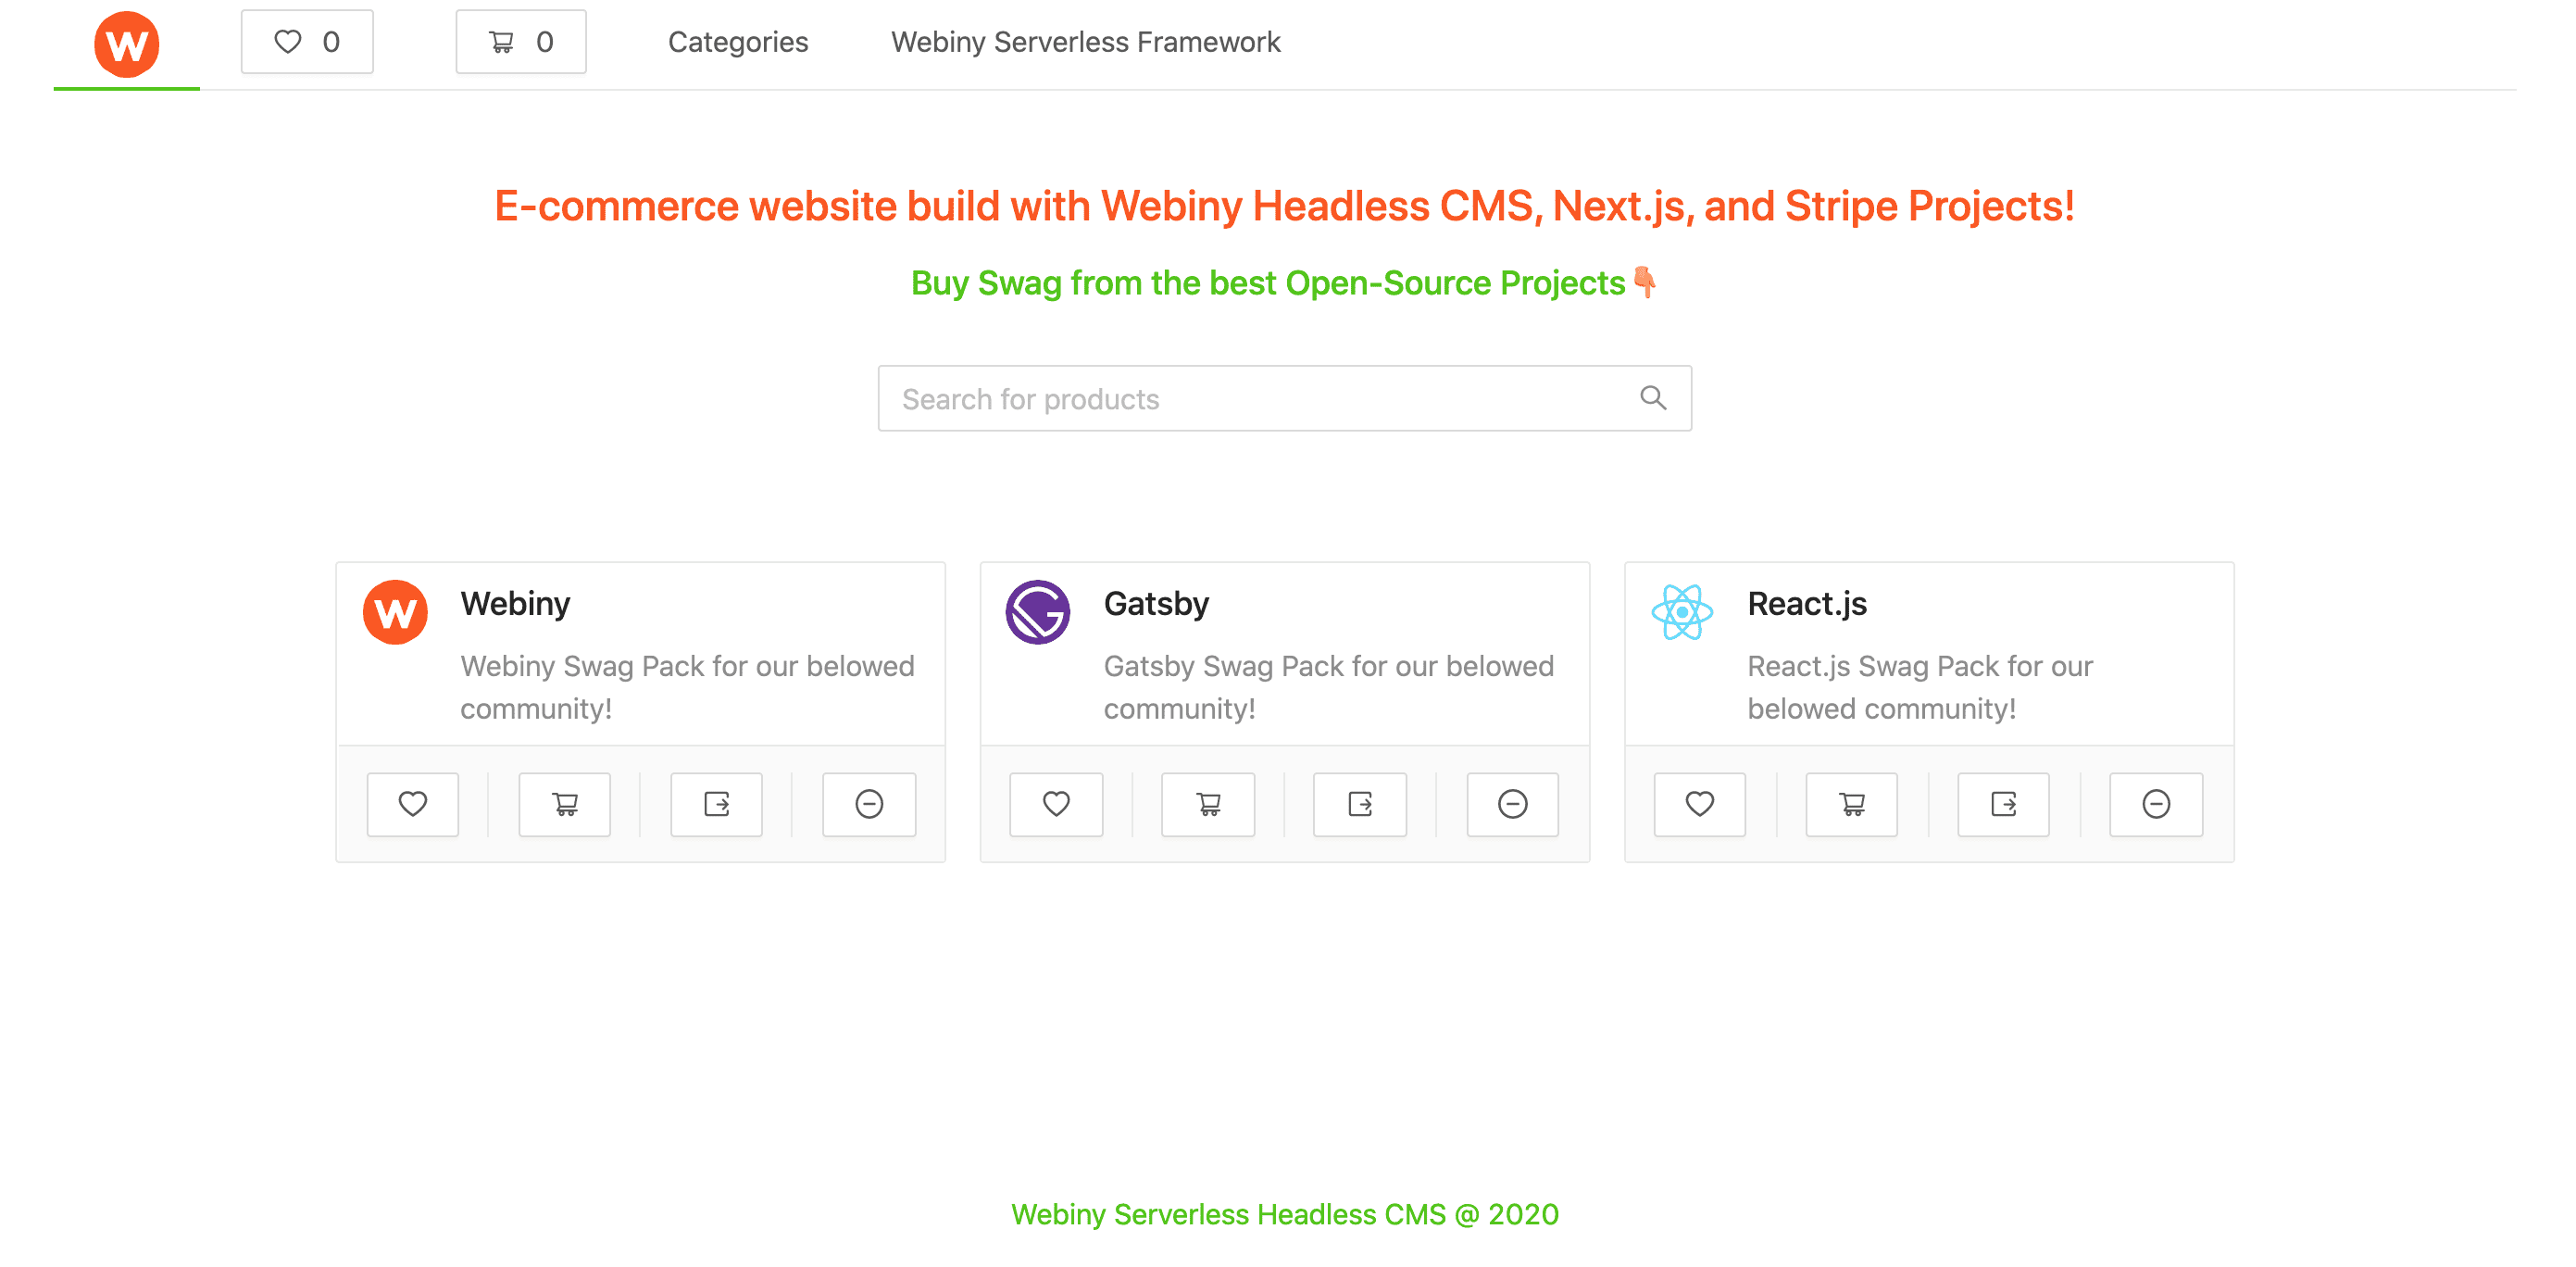 W 0 0 Categories Webiny Serverless Framework
E-commerce website build with Webiny Headless CMS, Next.js, and Stripe Projects!
Buy Swag from the best Open-Source Projects👇
Search for products
W Webiny
Webiny Swag Pack for our belowed
community!
G Gatsby
Gatsby Swag Pack for our belowed
community!
React.js
React.js Swag Pack for our
belowed community!
Webiny Serverless Headless CMS @ 2020